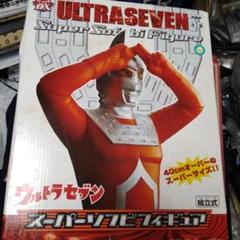 DX
ULTRASEVEN
Super Sofbi Figure
40cmオーバーの
スーパーサイズ!!
ウルトラセブン
組立式
スーパーソフビフィギュア